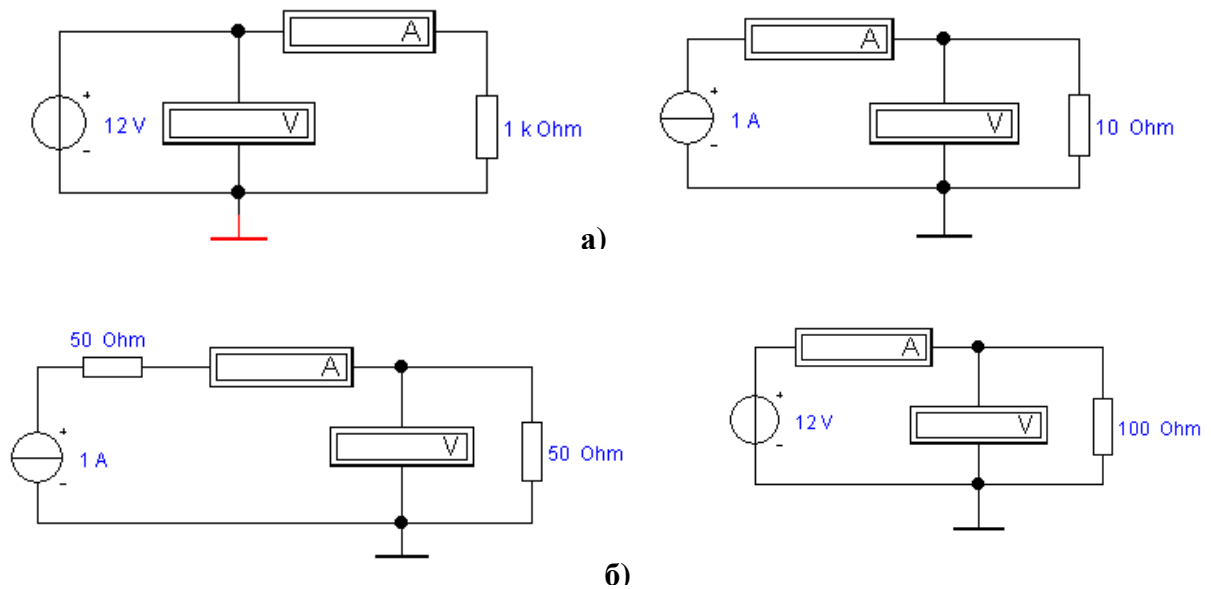 A
12 V
V
1 k Ohm
+
-
A
1 A
V
10 Ohm
+
-
а)
50 Ohm
A
1 A
V
50 Ohm
+
-
A
12 V
V
100 Ohm
+
-
б)